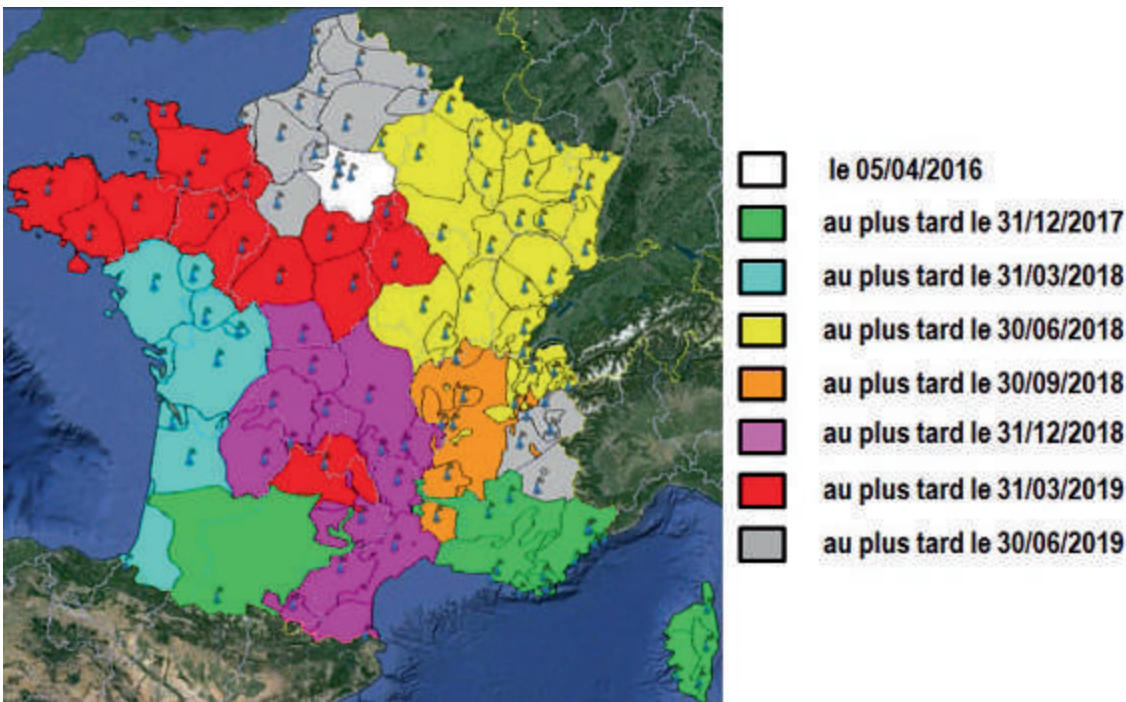 le 05/04/2016
au plus tard le 31/12/2017
au plus tard le 31/03/2018
au plus tard le 30/06/2018
au plus tard le 30/09/2018
au plus tard le 31/12/2018
au plus tard le 31/03/2019
au plus tard le 30/06/2019